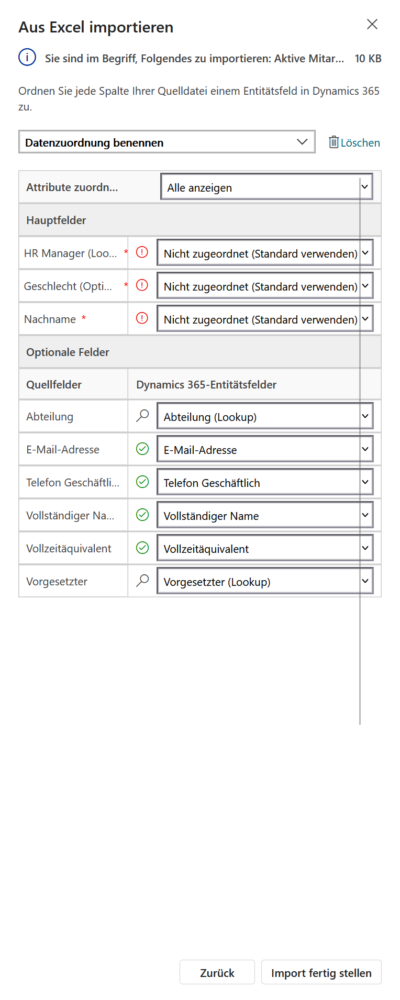 Aus Excel importieren
Sie sind im Begriff, Folgendes zu importieren: Aktive Mitar... 10 KB
Ordnen Sie jede Spalte Ihrer Quelldatei einem Entitätsfeld in Dynamics 365
zu.
Datenzuordnung benennen Löschen
Attribute zuordn... Alle anzeigen
Hauptfelder
HR Manager (Loo... * Nicht zugeordnet (Standard verwenden)
Geschlecht (Opti... * Nicht zugeordnet (Standard verwenden)
Nachname * Nicht zugeordnet (Standard verwenden)
Optionale Felder
Quellfelder Dynamics 365-Entitätsfelder
Abteilung Abteilung (Lookup)
E-Mail-Adresse E-Mail-Adresse
Telefon Geschäftli... Telefon Geschäftlich
Vollständiger Na... Vollständiger Name
Vollzeitäquivalent Vollzeitäquivalent
Vorgesetzter Vorgesetzter (Lookup)
Zurück Import fertig stellen